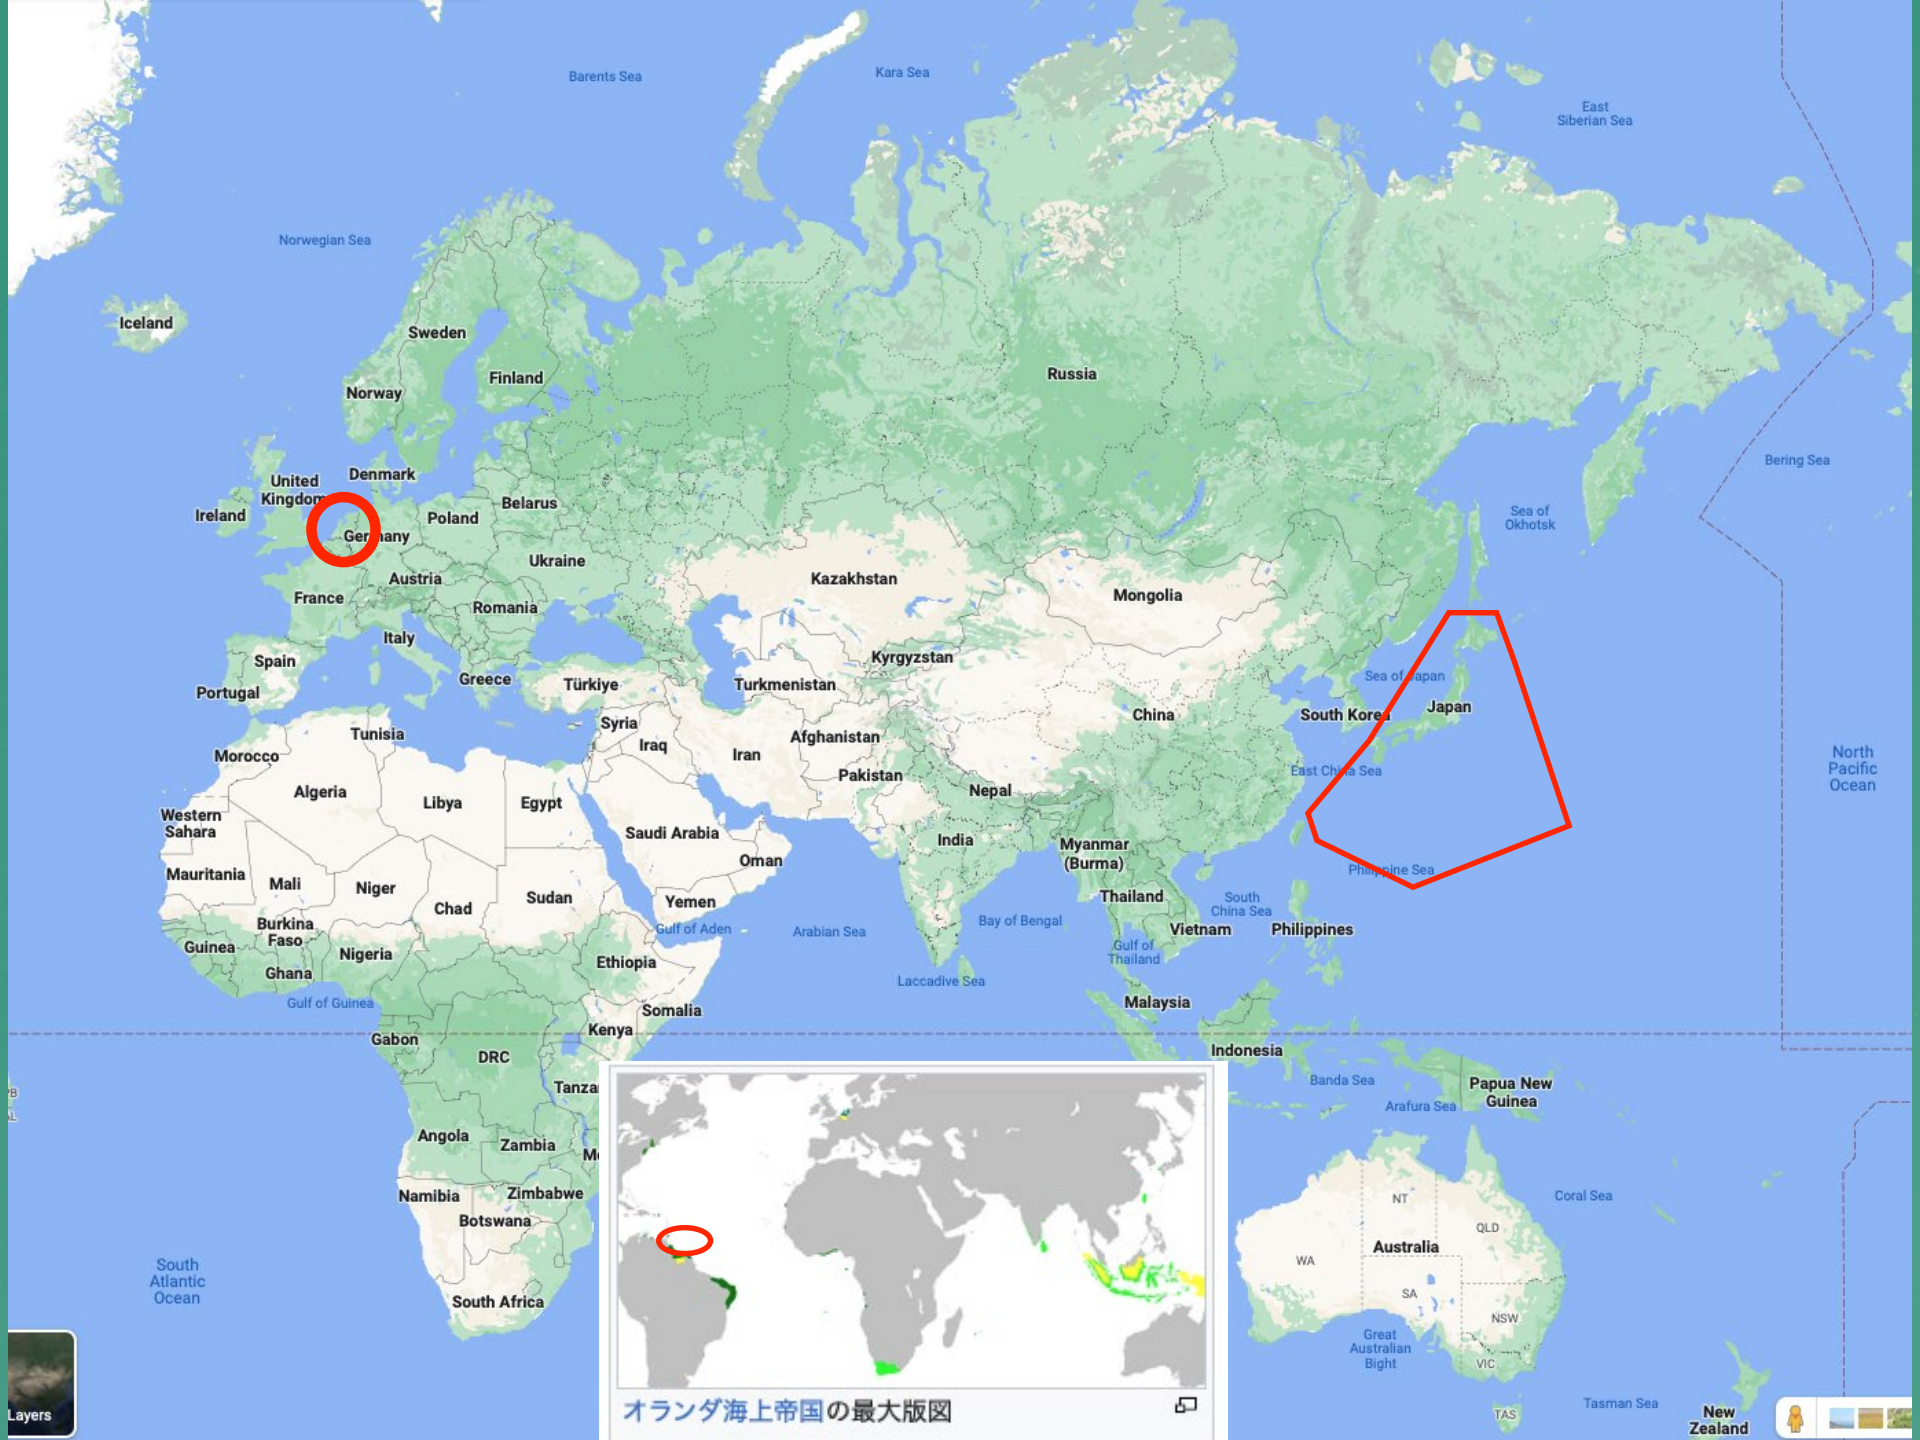 Barents Sea
Kara Sea
East
Siberian Sea
Norwegian Sea
Iceland
Sweden
Finland
Norway
Russia
Denmark
United
Kingdom
Ireland
Belarus
Poland
Germany
Ukraine
Austria
France
Romania
Italy
Spain
Portugal
Greece
Türkiye
Bering Sea
Sea of
Okhotsk
Kazakhstan
Mongolia
Kyrgyzstan
Turkmenistan
Sea of Japan
Japan
South Korea
China
East China Sea
North
Pacific
Ocean
Syria
Iraq
Iran
Afghanistan
Pakistan
Nepal
India
Tunisia
Morocco
Algeria
Libya
Egypt
Western
Sahara
Saudi Arabia
Oman
Yemen
Mauritania
Mali
Niger
Chad
Sudan
Burkina
Faso
Guinea
Ghana
Nigeria
Ethiopia
Gulf of Aden
Arabian Sea
Bay of Bengal
Laccadive Sea
Myanmar
(Burma)
Thailand
Gulf of
Thailand
Vietnam
South
China Sea
Philippines
Philippine Sea
Gulf of Guinea
Somalia
Kenya
Gabon
DRC
Malaysia
Indonesia
Banda Sea
Arafura Sea
Papua New
Guinea
PB
AL
Tanza
Angola
Zambia
Mo
Namibia
Zimbabwe
Botswana
South Africa
South
Atlantic
Ocean
Coral Sea
NT
QLD
WA
Australia
SA
NSW
VIC
Great
Australian
Bight
TAS
Tasman Sea
New
Zealand
Layers
オランダ海上帝国の最大版図